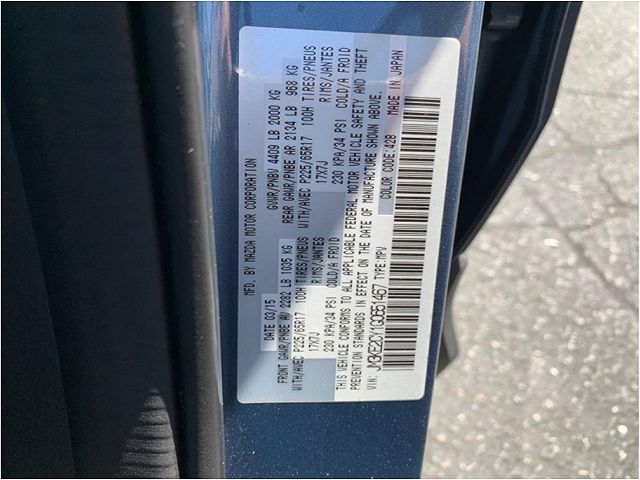 MFD. BY MAZDA MOTOR CORPORATION
DATE 03/15 GVWR/PNBV 4409 LB 2000 KG
FRONT GAWR/PNBE AV 2282 LB 1035 KG REAR GAWR/PNBE AR 2134 LB 968 KG
WITH/AVEC P225/65R17 100H TIRES/PNEUS WITH/AVEC P225/65R17 100H TIRES/PNEUS
17X7J RIMS/JANTES 17X7J RIMS/JANTES
230 KPA/34 PSI COLD/A FROID 230 KPA/34 PSI COLD/A FROID
THIS VEHICLE CONFORMS TO ALL APPLICABLE FEDERAL MOTOR VEHICLE SAFETY AND THEFT
PREVENTION STANDARDS IN EFFECT ON THE DATE OF MANUFACTURE SHOWN ABOVE.
VIN: TYPE: MPV COLOR CODE: 42B MADE IN JAPAN